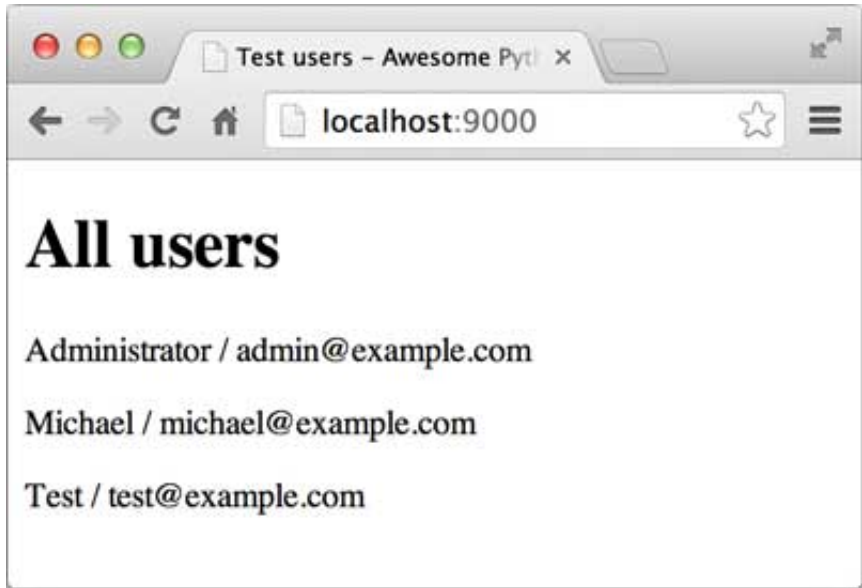 Test users – Awesome Pyt
localhost:9000
All users
Administrator / admin@example.com
Michael / michael@example.com
Test / test@example.com